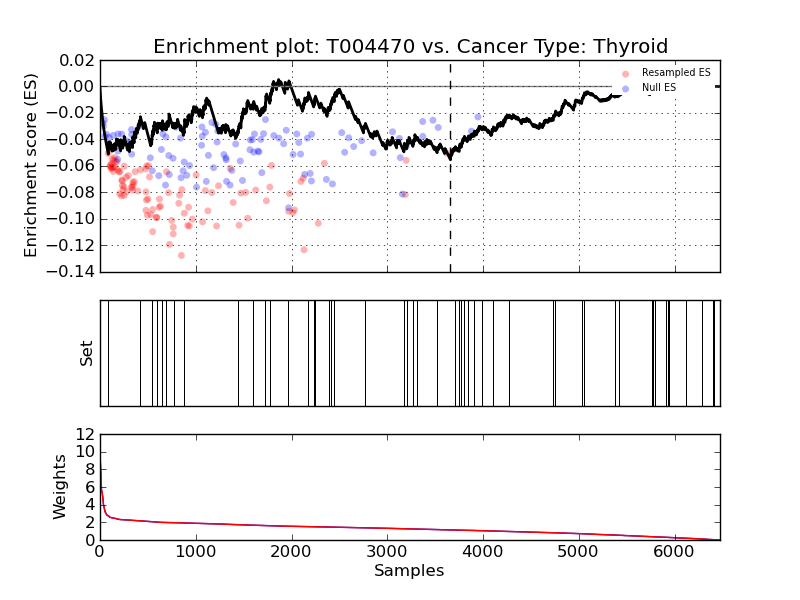 Enrichment plot: T004470 vs. Cancer Type: Thyroid
Enrichment score (ES)
0.02
0.00
−0.02
−0.04
−0.06
−0.08
−0.10
−0.12
−0.14
Resampled ES
Null ES
Set
Weights
12
10
8
6
4
2
0
0 1000 2000 3000 4000 5000 6000
Samples